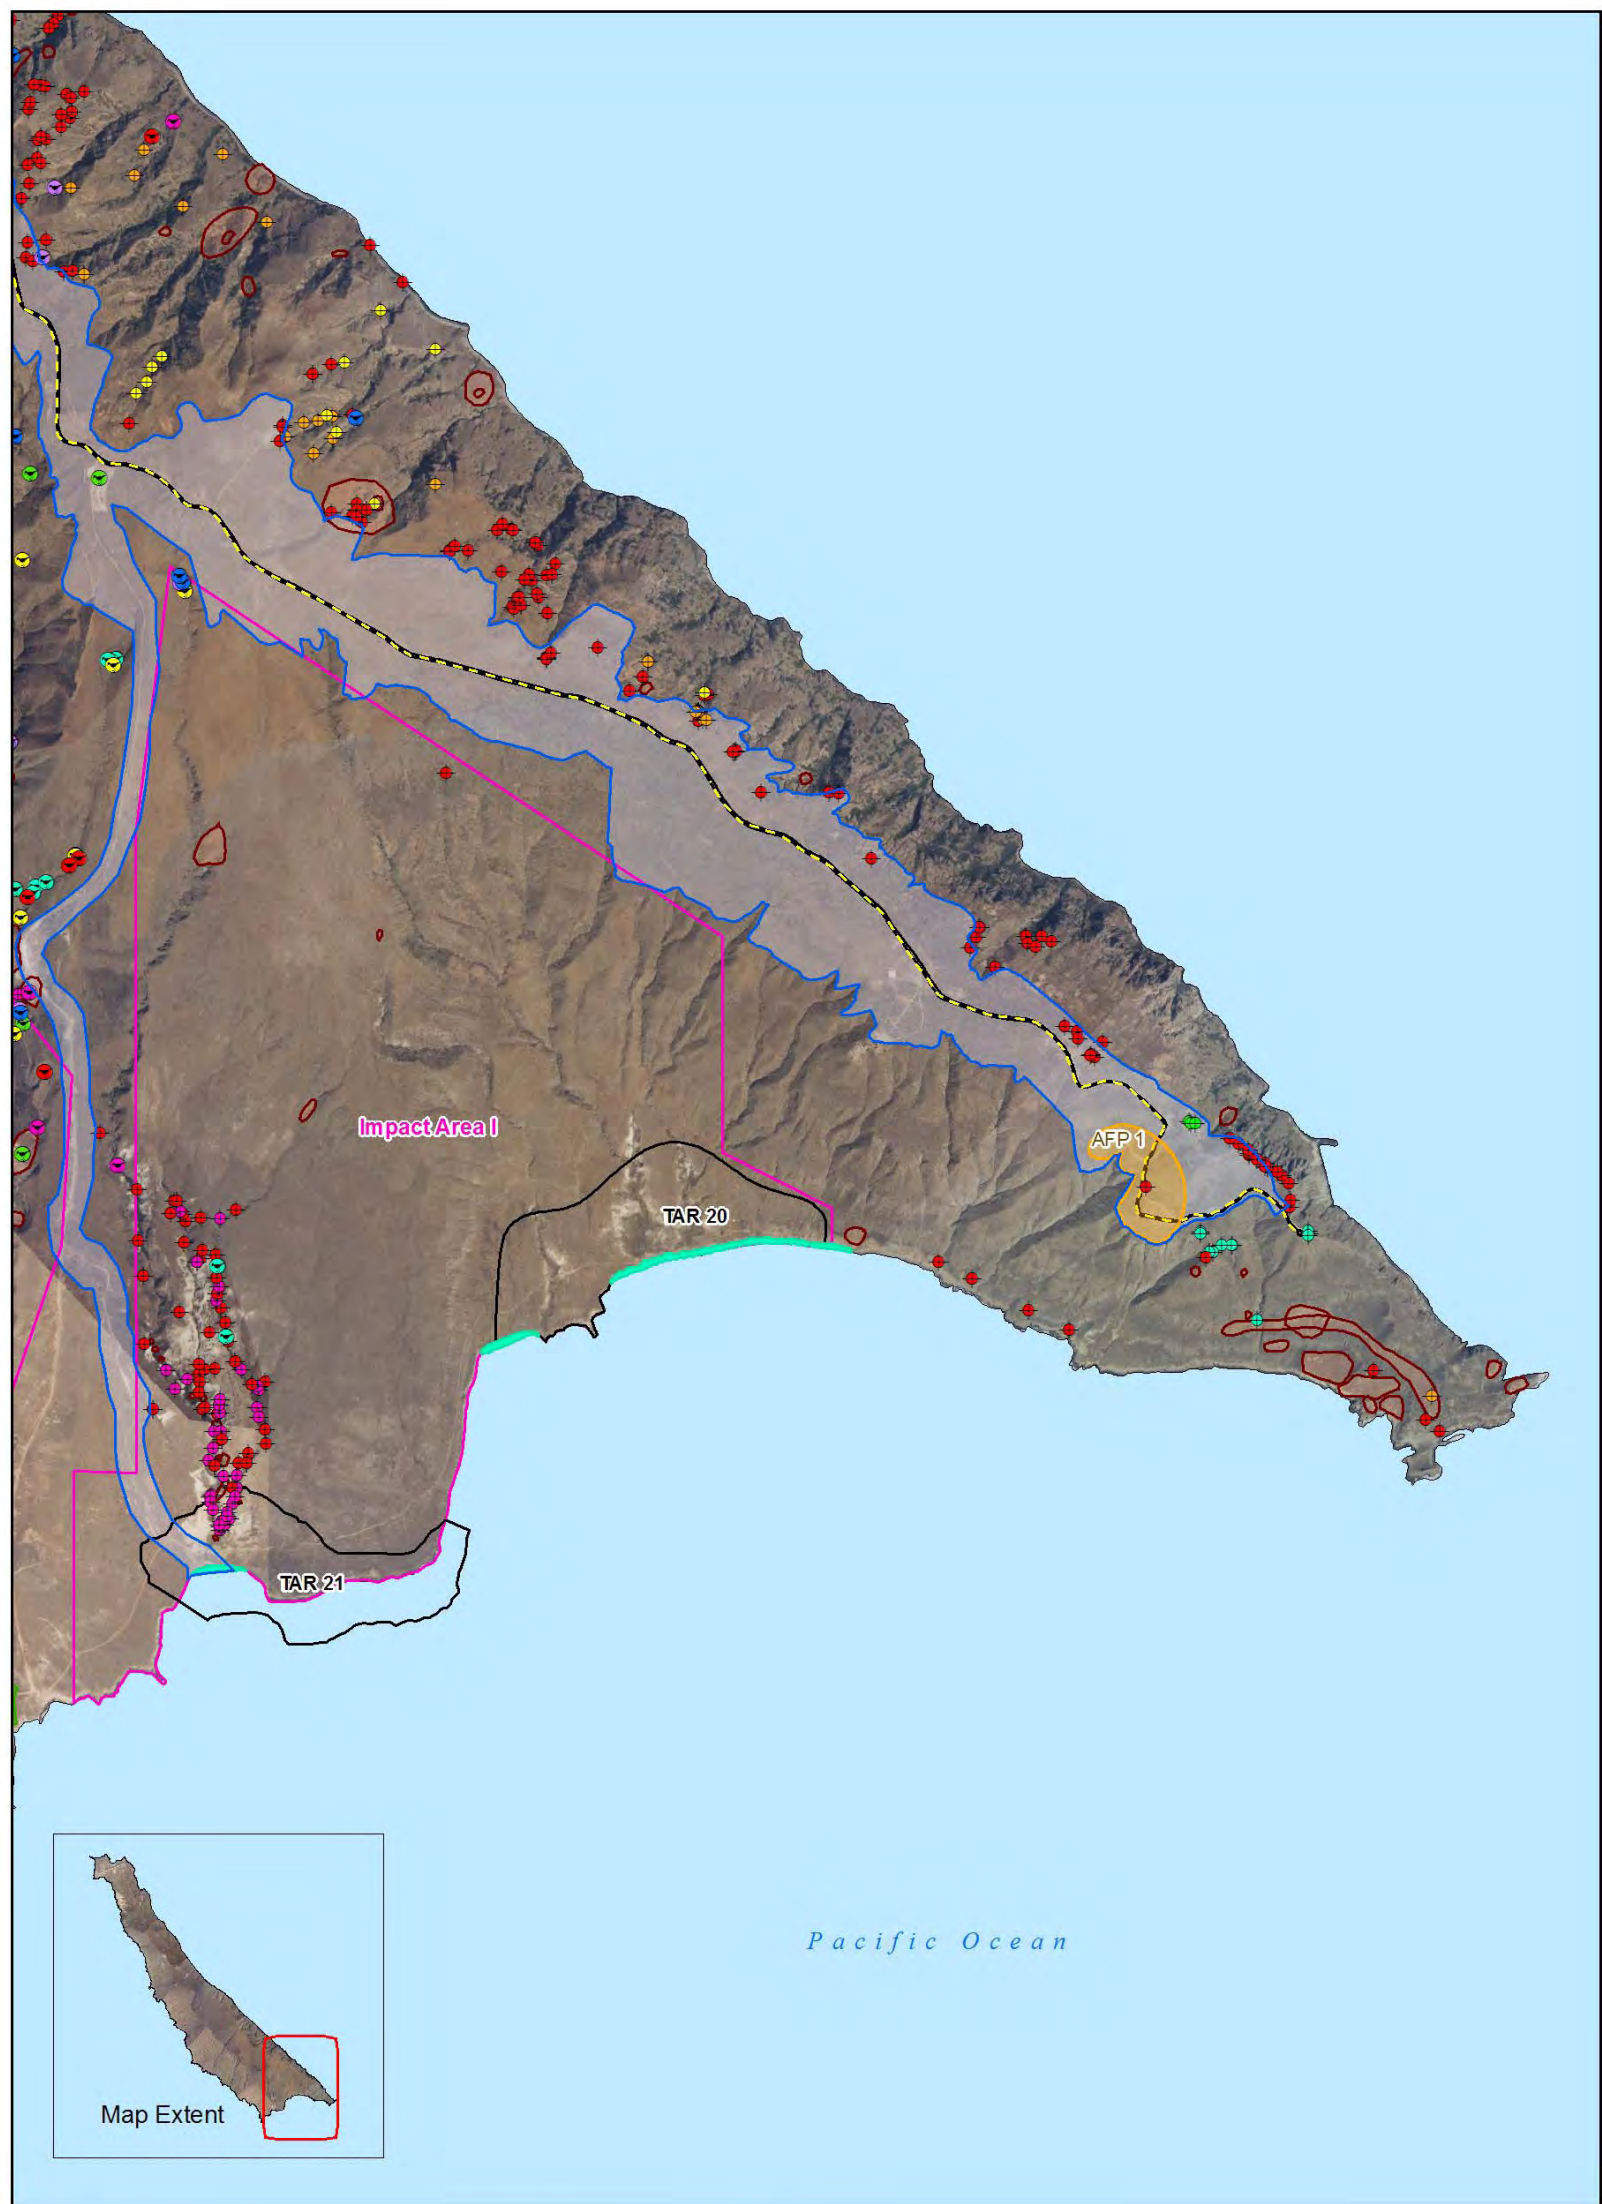 AFP 1
Impact Area I
TAR 20
TAR 21
Pacific Ocean
Map Extent